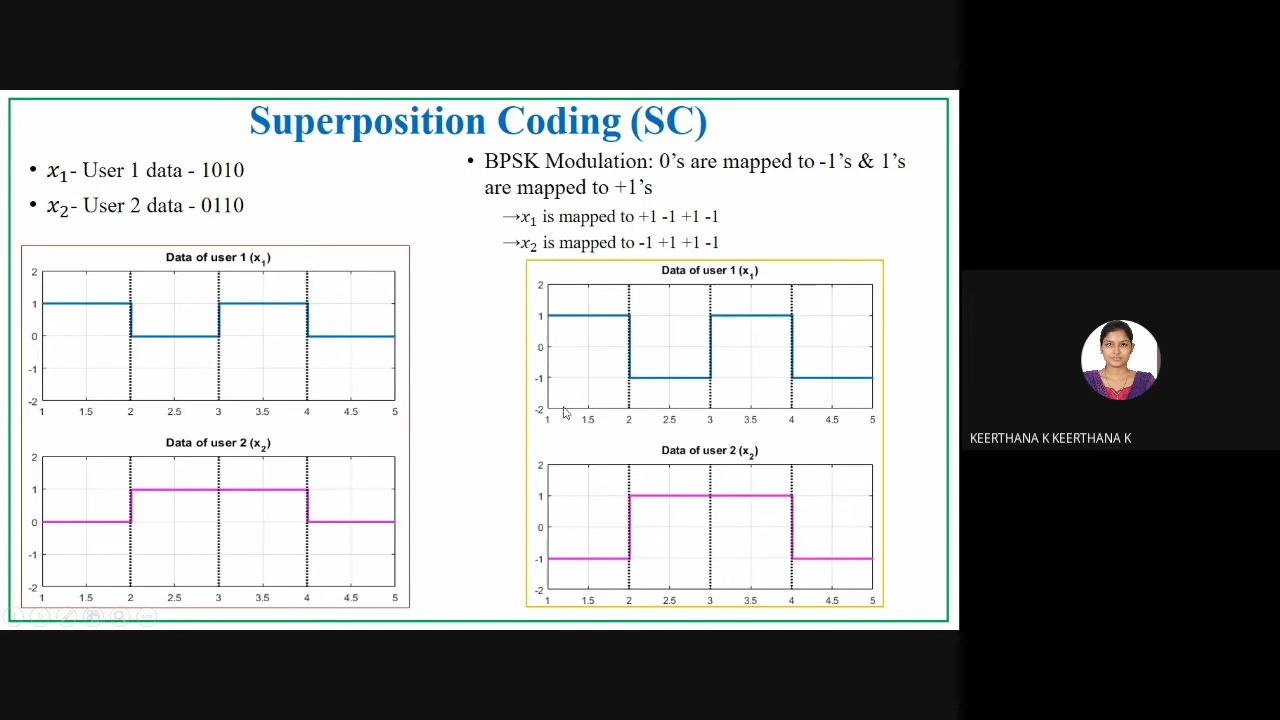 Superposition Coding (SC)
• x1- User 1 data - 1010
• x2- User 2 data - 0110
Data of user 1 (x1)
2
1
0
-1
-2
1 1.5 2 2.5 3 3.5 4 4.5 5
Data of user 2 (x2)
2
1
0
-1
-2
1 1.5 2 2.5 3 3.5 4 4.5 5
• BPSK Modulation: 0’s are mapped to -1’s & 1’s
are mapped to +1’s
→x1 is mapped to +1 -1 +1 -1
→x2 is mapped to -1 +1 +1 -1
Data of user 1 (x1)
2
1
0
-1
-2
1 1.5 2 2.5 3 3.5 4 4.5 5
Data of user 2 (x2)
2
1
0
-1
-2
1 1.5 2 2.5 3 3.5 4 4.5 5
KEERTHANA K KEERTHANA K